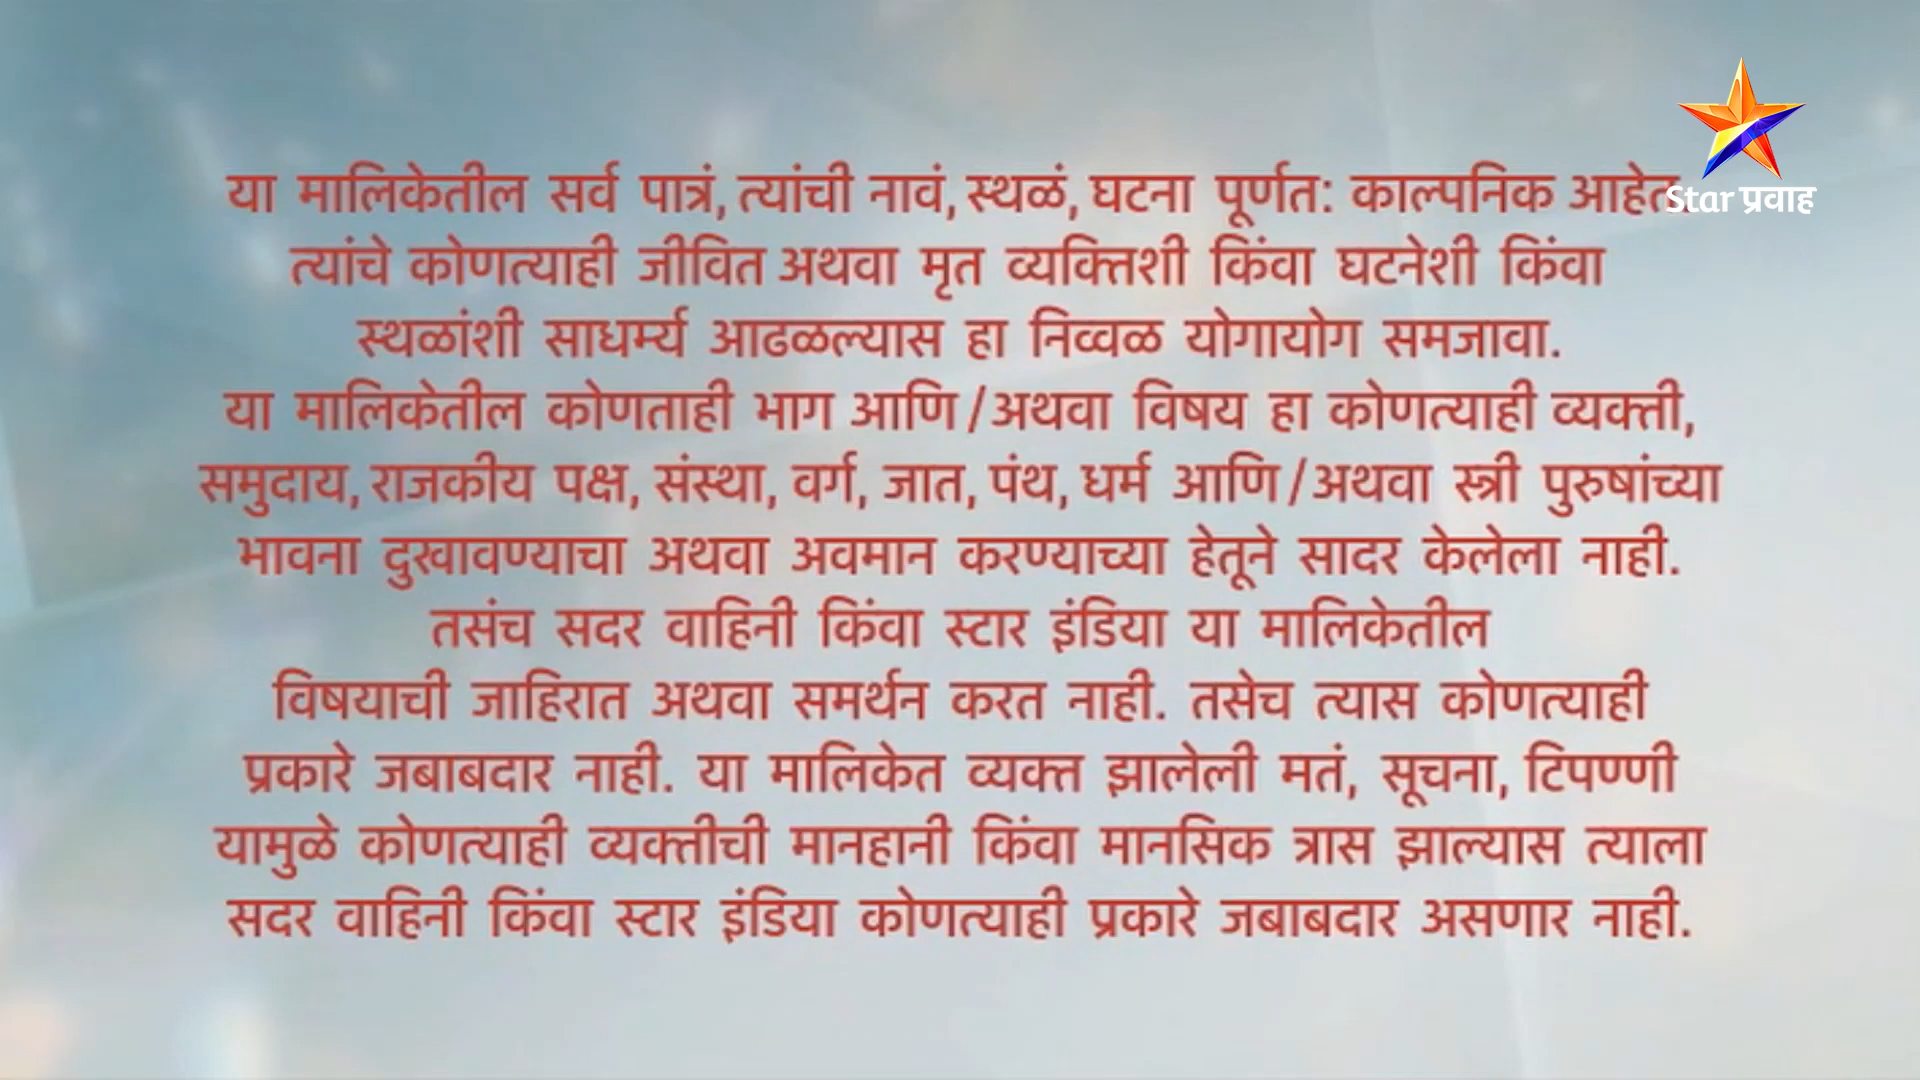 या मालिकेतील सर्व पात्रं, त्यांची नावं, स्थळं, घटना पूर्णत: काल्पनिक आहेत.
Star प्रवाह
त्यांचे कोणत्याही जीवित अथवा मृत व्यक्तिशी किंवा घटनेशी किंवा
स्थळांशी साधर्म्य आढळल्यास हा निव्वळ योगायोग समजावा.
या मालिकेतील कोणताही भाग आणि/अथवा विषय हा कोणत्याही व्यक्ती,
समुदाय, राजकीय पक्ष, संस्था, वर्ग, जात, पंथ, धर्म आणि/अथवा स्त्री पुरुषांच्या
भावना दुखावण्याचा अथवा अवमान करण्याच्या हेतूने सादर केलेला नाही.
तसंच सदर वाहिनी किंवा स्टार इंडिया या मालिकेतील
विषयाची जाहिरात अथवा समर्थन करत नाही. तसेच त्यास कोणत्याही
प्रकारे जबाबदार नाही. या मालिकेत व्यक्त झालेली मतं, सूचना, टिपण्णी
यामुळे कोणत्याही व्यक्तीची मानहानी किंवा मानसिक त्रास झाल्यास त्याला
सदर वाहिनी किंवा स्टार इंडिया कोणत्याही प्रकारे जबाबदार असणार नाही.